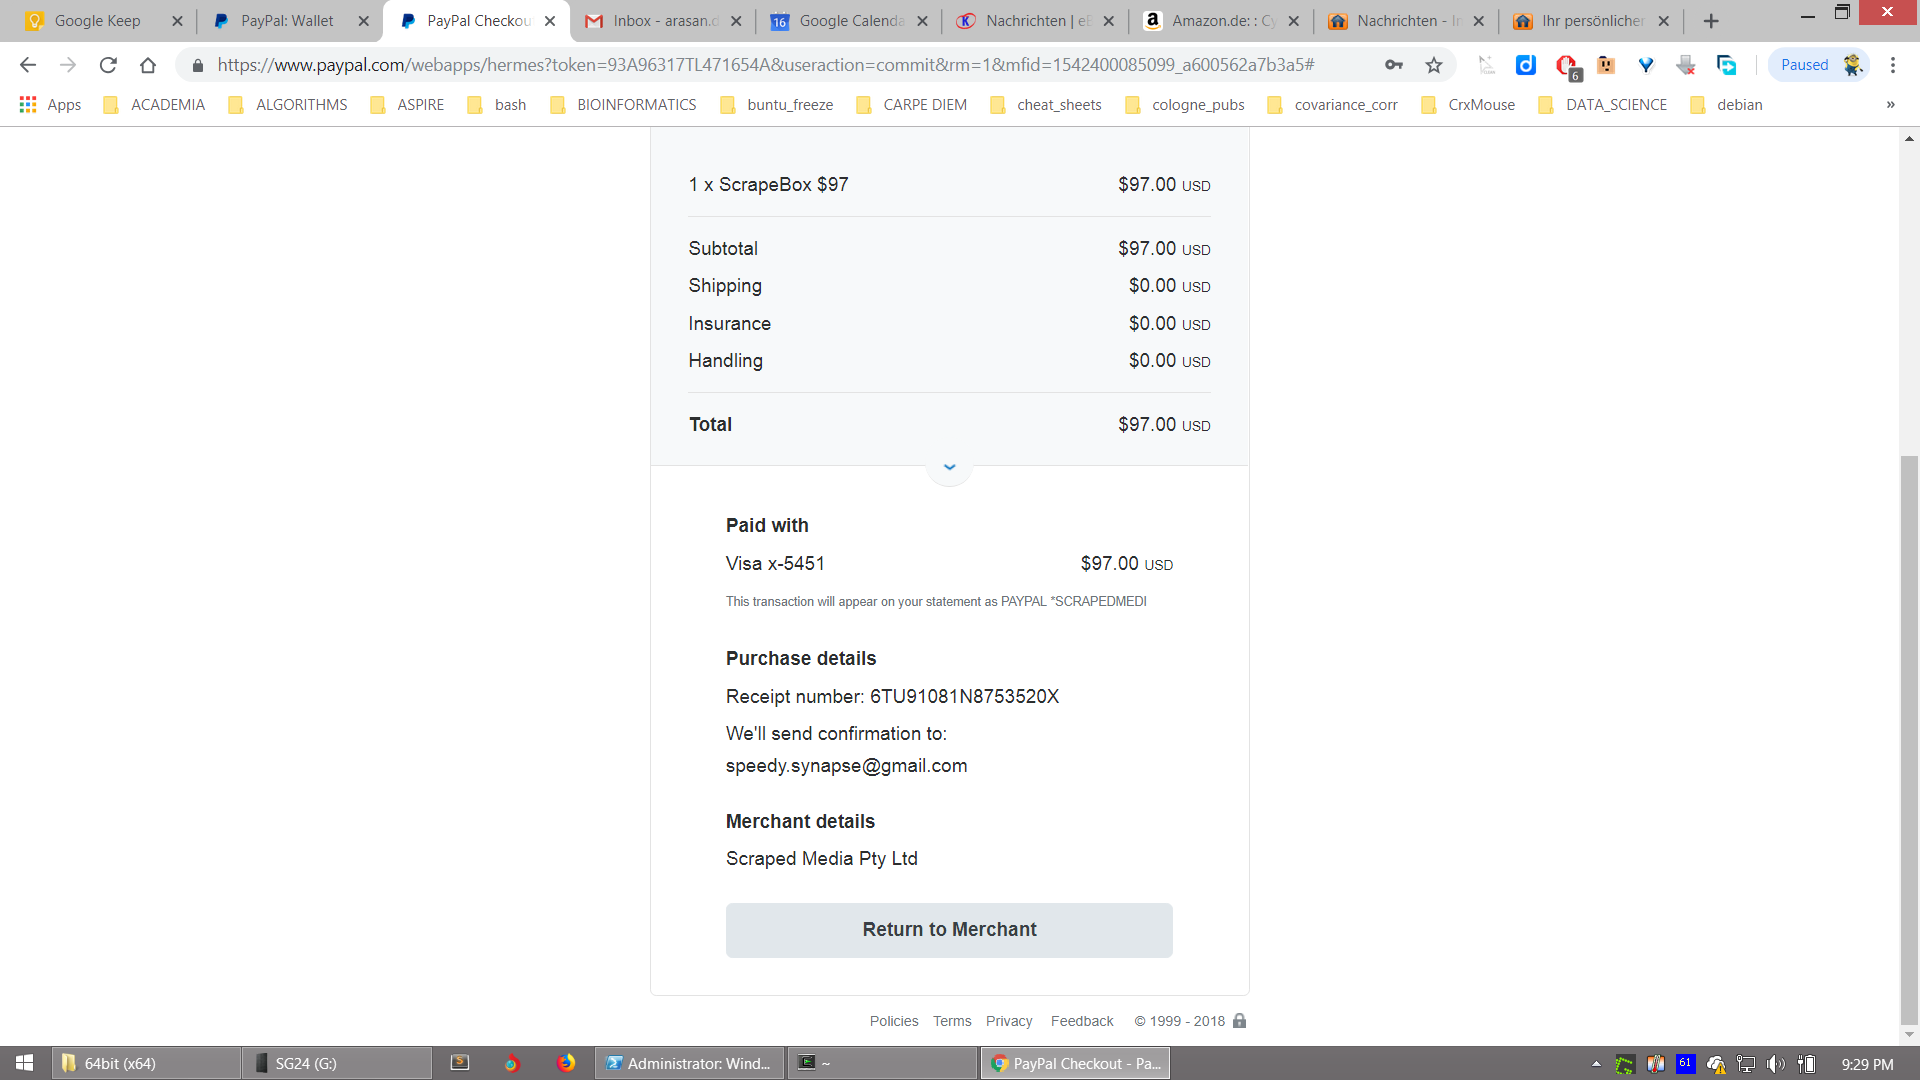 Google Keep
PayPal: Wallet
PayPal Checkou
Inbox - arasan.d
16 Google Calenda
Nachrichten | eB
Amazon.de: : Cy
Nachrichten - In
Ihr persönlicher
https://www.paypal.com/webapps/hermes?token=93A96317TL471654A&useraction=commit&rm=1&mfid=1542400085099_a600562a7b3a5#
6
Paused
Apps ACADEMIA ALGORITHMS ASPIRE bash BIOINFORMATICS buntu_freeze CARPE DIEM cheat_sheets cologne_pubs covariance_corr CrxMouse DATA_SCIENCE debian »
1 x ScrapeBox $97 $97.00 USD
Subtotal $97.00 USD
Shipping $0.00 USD
Insurance $0.00 USD
Handling $0.00 USD
Total $97.00 USD
Paid with
Visa x-5451 $97.00 USD
This transaction will appear on your statement as PAYPAL *SCRAPEDMEDI
Purchase details
Receipt number: 6TU91081N8753520X
We'll send confirmation to:
speedy.synapse@gmail.com
Merchant details
Scraped Media Pty Ltd
Return to Merchant
Policies Terms Privacy Feedback © 1999 - 2018
64bit (x64) SG24 (G:) Administrator: Wind... ~ PayPal Checkout - Pa... 61 9:29 PM